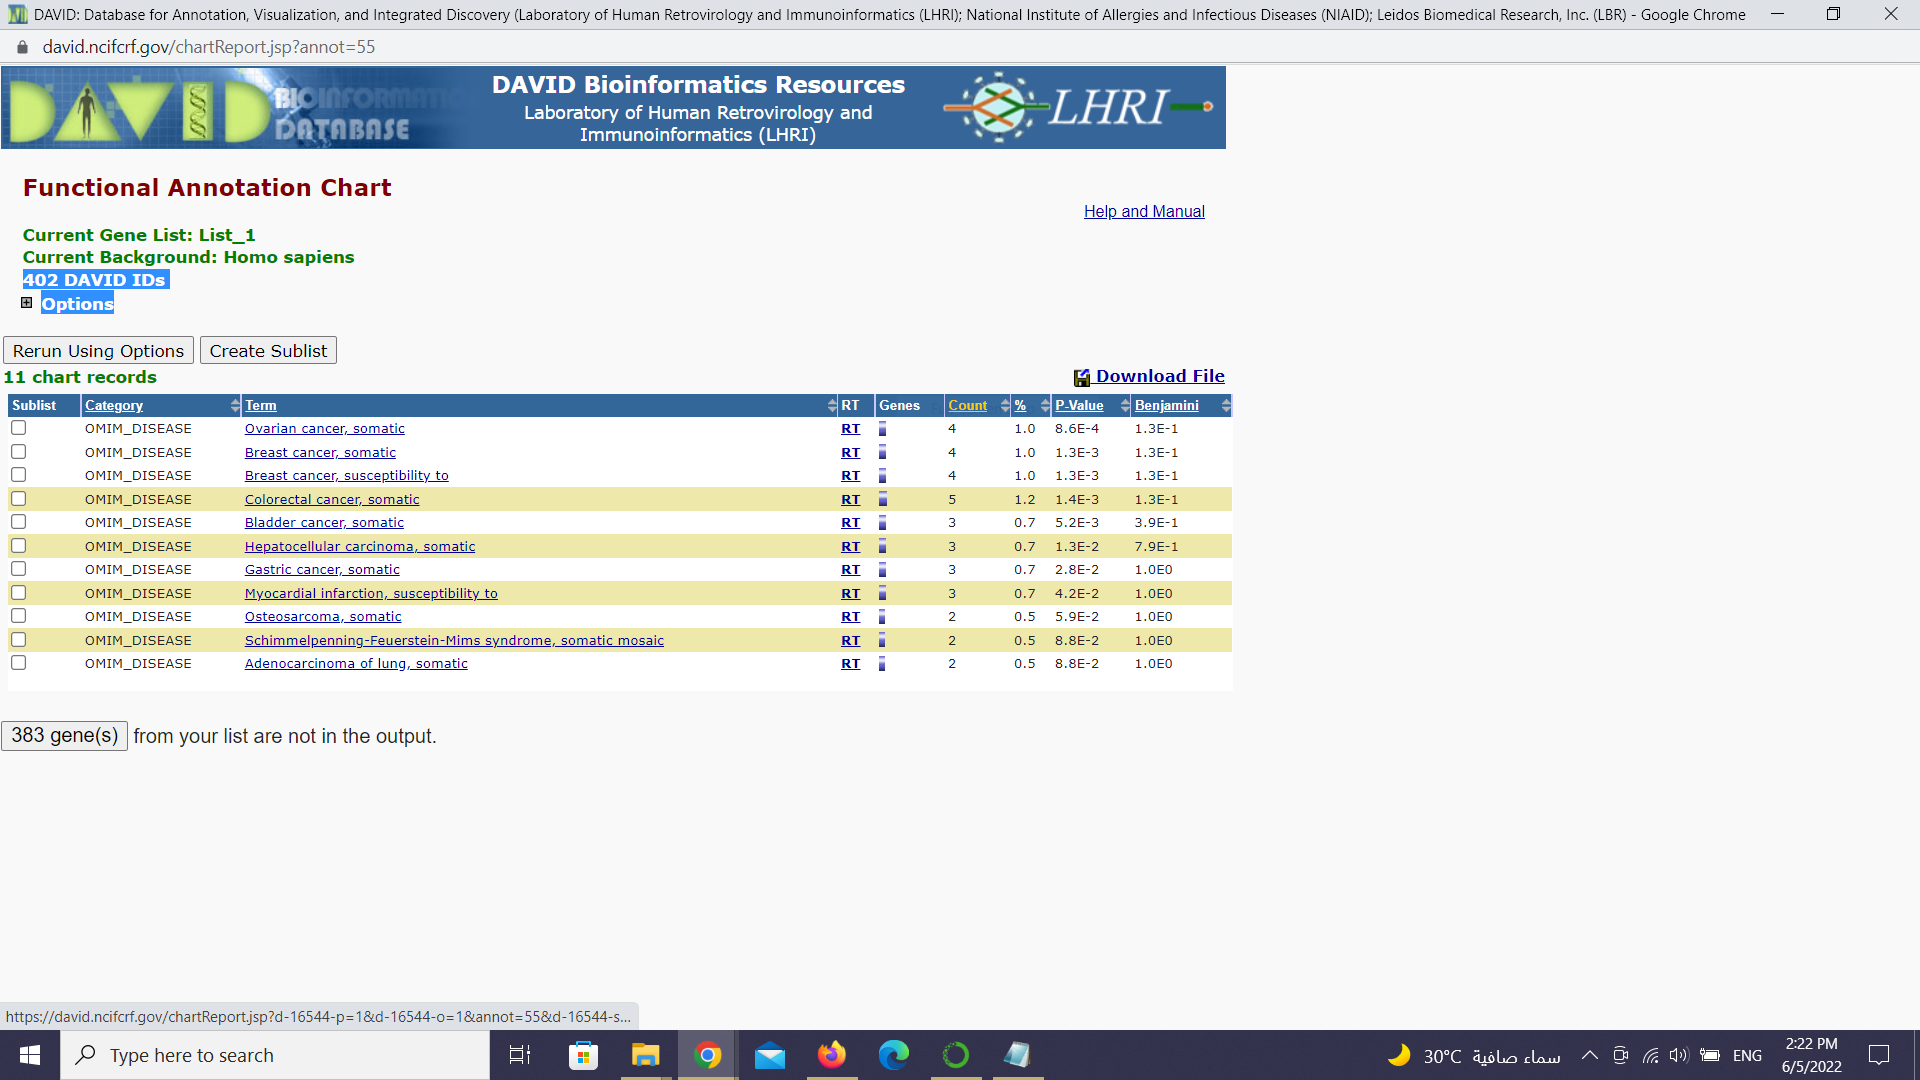 DAVID: Database for Annotation, Visualization, and Integrated Discovery (Laboratory of Human Retrovirology and Immunoinformatics (LHRI); National Institute of Allergies and Infectious Diseases (NIAID); Leidos Biomedical Research, Inc. (LBR) - Google Chrome
david.ncifcrf.gov/chartReport.jsp?annot=55
DAVID BIOINFORMATICS DATABASE
DAVID Bioinformatics Resources
Laboratory of Human Retrovirology and
Immunoinformatics (LHRI)
LHRI
Functional Annotation Chart
Help and Manual
Current Gene List: List_1
Current Background: Homo sapiens
402 DAVID IDs
Options
Rerun Using Options Create Sublist
11 chart records Download File
Sublist Category Term RT Genes Count % P-Value Benjamini
OMIM_DISEASE Ovarian cancer, somatic RT 4 1.0 8.6E-4 1.3E-1
OMIM_DISEASE Breast cancer, somatic RT 4 1.0 1.3E-3 1.3E-1
OMIM_DISEASE Breast cancer, susceptibility to RT 4 1.0 1.3E-3 1.3E-1
OMIM_DISEASE Colorectal cancer, somatic RT 5 1.2 1.4E-3 1.3E-1
OMIM_DISEASE Bladder cancer, somatic RT 3 0.7 5.2E-3 3.9E-1
OMIM_DISEASE Hepatocellular carcinoma, somatic RT 3 0.7 1.3E-2 7.9E-1
OMIM_DISEASE Gastric cancer, somatic RT 3 0.7 2.8E-2 1.0E0
OMIM_DISEASE Myocardial infarction, susceptibility to RT 3 0.7 4.2E-2 1.0E0
OMIM_DISEASE Osteosarcoma, somatic RT 2 0.5 5.9E-2 1.0E0
OMIM_DISEASE Schimmelpenning-Feuerstein-Mims syndrome, somatic mosaic RT 2 0.5 8.8E-2 1.0E0
OMIM_DISEASE Adenocarcinoma of lung, somatic RT 2 0.5 8.8E-2 1.0E0
383 gene(s) from your list are not in the output.
https://david.ncifcrf.gov/chartReport.jsp?d-16544-p=1&d-16544-o=1&annot=55&d-16544-s...
Type here to search
30°C سماء صافية ENG
2:22 PM
6/5/2022